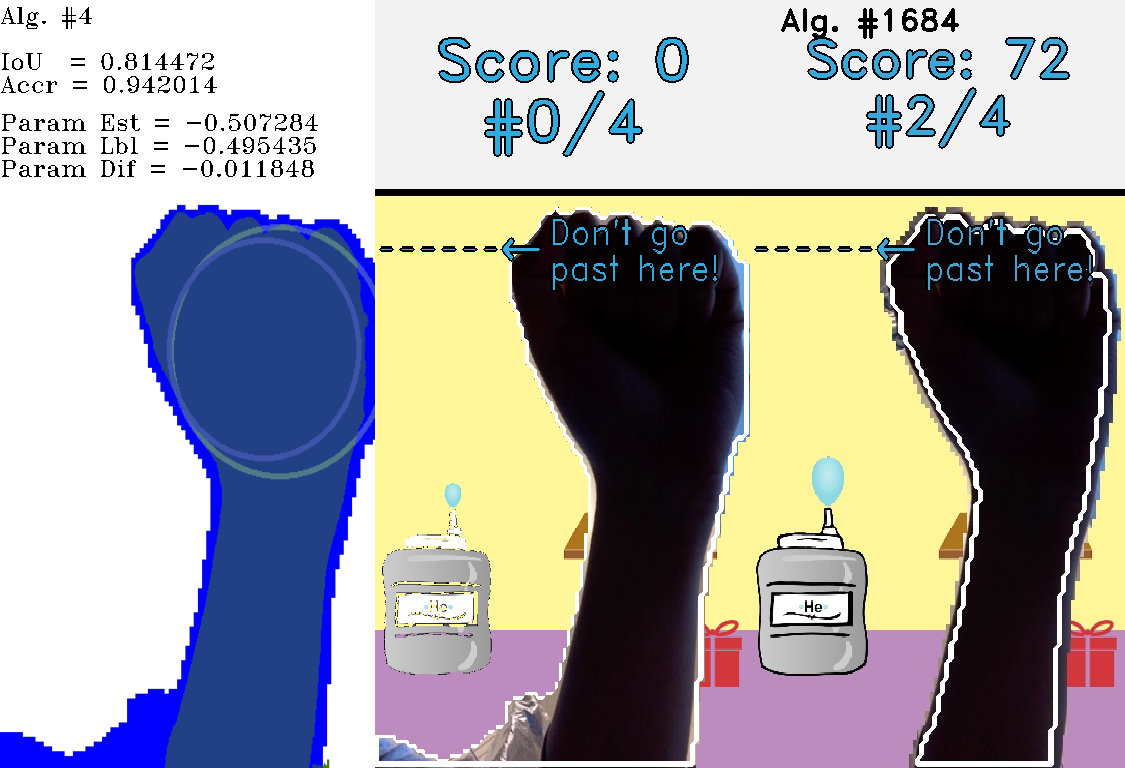 Alg. #4
IoU = 0.814472
Accr = 0.942014
Param Est = -0.507284
Param Lbl = -0.495435
Param Dif = -0.011848
Score: 0
#0/4
Don't go
past here!
He
Alg. #1684
Score: 72
#2/4
Don't go
past here!
He